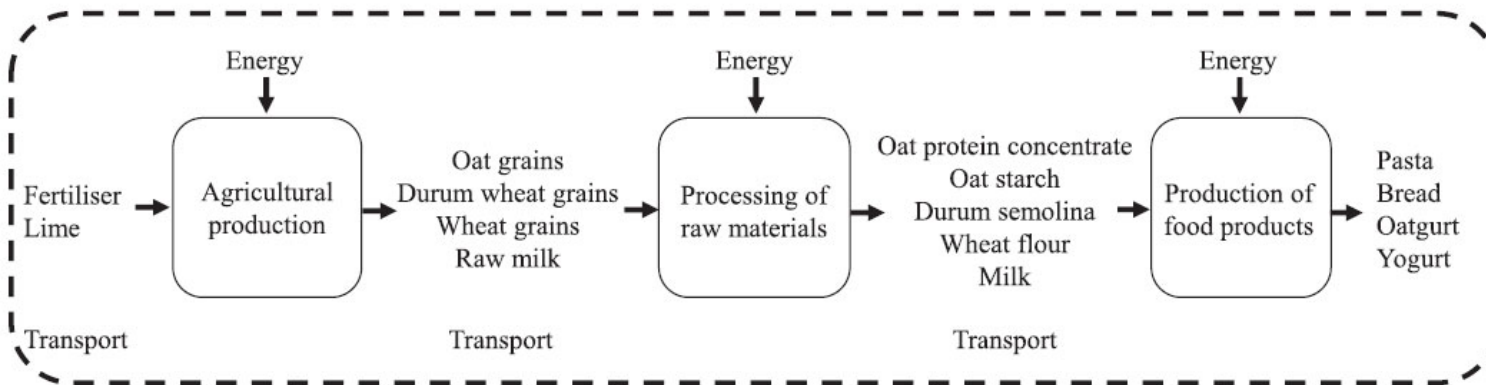 Energy
Energy
Energy
Fertiliser
Lime
Agricultural
production
Oat grains
Durum wheat grains
Wheat grains
Raw milk
Processing of
raw materials
Oat protein concentrate
Oat starch
Durum semolina
Wheat flour
Milk
Production of
food products
Pasta
Bread
Oatgurt
Yogurt
Transport
Transport
Transport